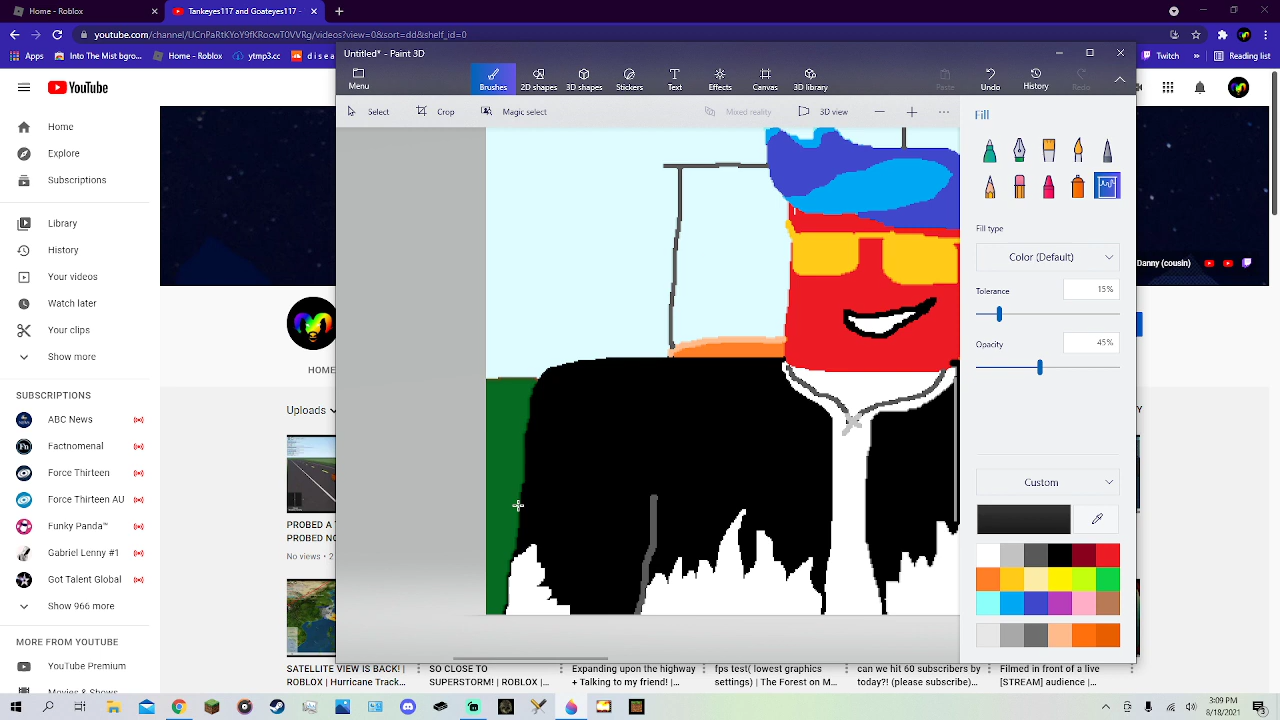 Home - Roblox
Tankeyes117 and Goateyes117 -
youtube.com/channel/UCnPaRtKYoY9fKRocwT0VVRg/videos?view=0&sort=dd&shelf_id=0
Apps
Into The Mist bgro...
Home - Roblox
ytmp3.cc
d i s e a
Twitch
Reading list
Untitled* - Paint 3D
Menu
Brushes
2D shapes
3D shapes
Stickers
Text
Effects
Canvas
3D library
Paste
Undo
History
Redo
Select
Crop
Magic select
Mixed reality
3D view
Fill
Fill type
Color (Default)
Tolerance
15%
Opacity
45%
Custom
YouTube
Home
Explore
Subscriptions
Library
History
Your videos
Watch later
Your clips
Show more
SUBSCRIPTIONS
ABC News
Factnomenal
Force Thirteen
Force Thirteen AU
Funky Panda™
Gabriel Lenny #1
Got Talent Global
Show 966 more
MORE FROM YOUTUBE
YouTube Premium
Danny (cousin)
HOME
Uploads
PROBED A
PROBED NO
No views • 2
SATELLITE VIEW IS BACK! |
ROBLOX | Hurricane Track...
SO CLOSE TO
SUPERSTORM! | ROBLOX |...
Expanding upon the highway
+ Talking to my friend! |...
fps test( lowest graphics
settings) | The Forest on M...
can we hit 60 subscribers by
today?! (please subscribe)...
Filmed in front of a live
[STREAM] audience |...
3:09 PM
8/18/2021